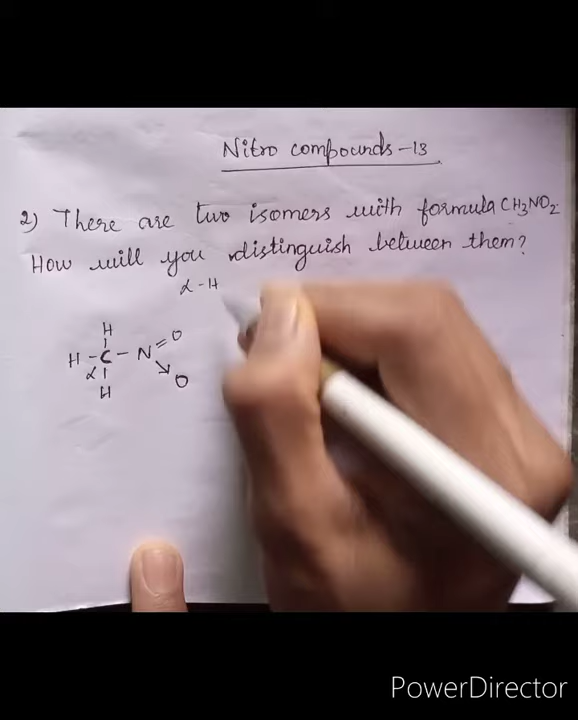 Nitro compounds-13
2) There are two isomers with formula CH3NO2
How will you distinguish between them?
α-H
H
H-C-N=O
α
H
O
PowerDirector